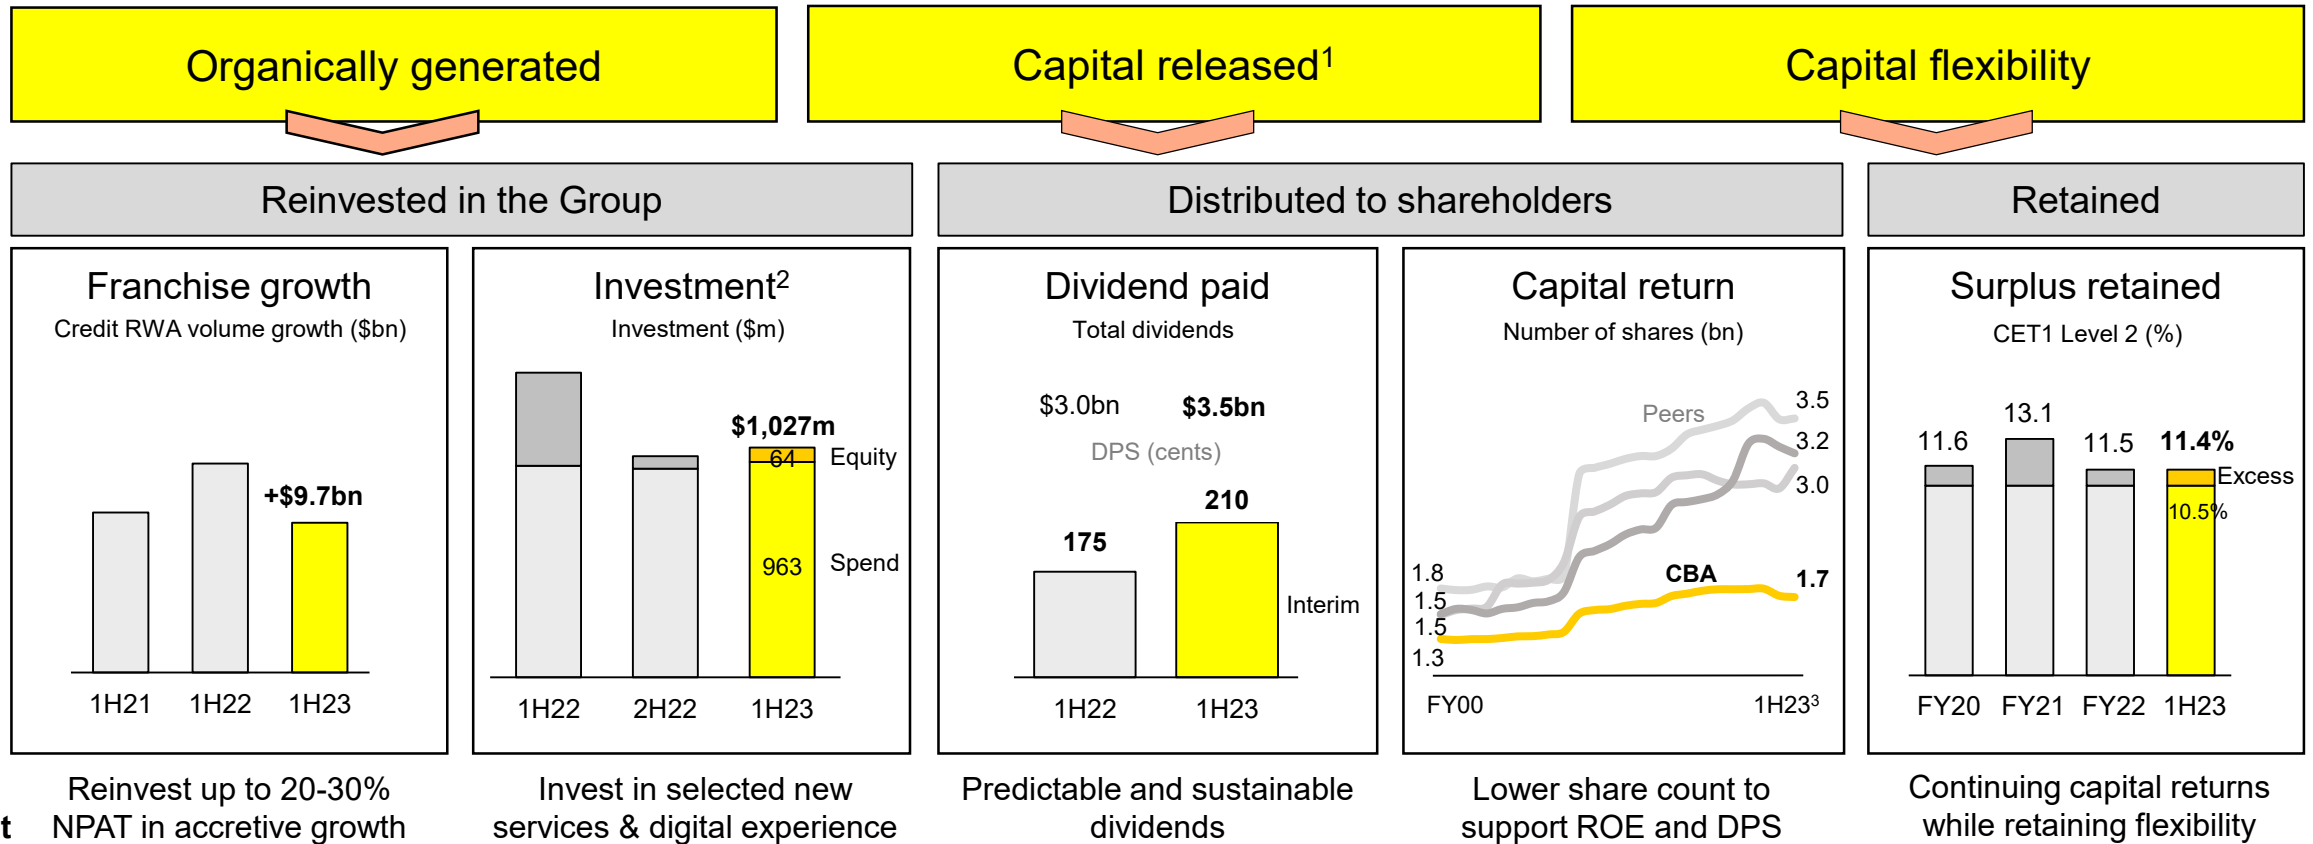 Organically generated
Capital released1
Capital flexibility
Reinvested in the Group
Distributed to shareholders
Retained
Franchise growth
Credit RWA volume growth ($bn)
+$9.7bn
1H21 1H22 1H23
Reinvest up to 20-30%
t NPAT in accretive growth
Investment2
Investment ($m)
$1,027m
64 Equity
963 Spend
1H22 2H22 1H23
Invest in selected new
services & digital experience
Dividend paid
Total dividends
$3.0bn $3.5bn
DPS (cents)
210
175
Interim
1H22 1H23
Predictable and sustainable
dividends
Capital return
Number of shares (bn)
Peers
3.5
3.2
3.0
1.8
1.5
1.5
1.3
CBA
1.7
FY00 1H233
Lower share count to
support ROE and DPS
Surplus retained
CET1 Level 2 (%)
11.6 13.1 11.5 11.4%
Excess
10.5%
FY20 FY21 FY22 1H23
Continuing capital returns
while retaining flexibility